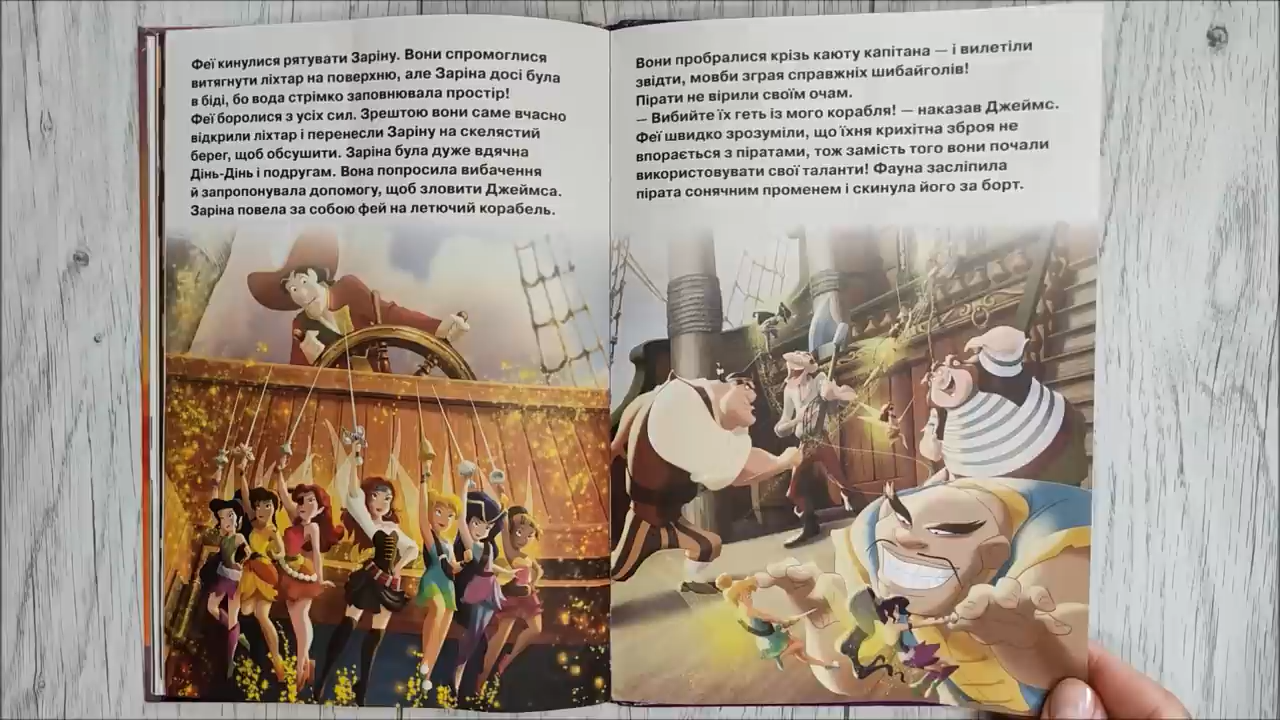 Феї кинулися рятувати Заріну. Вони спромоглися
витягнути ліхтар на поверхню, але Заріна досі була
в біді, бо вода стрімко заповнювала простір!
Феї боролися з усіх сил. Зрештою вони саме вчасно
відкрили ліхтар і перенесли Заріну на скелястий
берег, щоб обсушити. Заріна була дуже вдячна
Дінь-Дінь і подругам. Вона попросила вибачення
й запропонувала допомогу, щоб зловити Джеймса.
Заріна повела за собою фей на летючий корабель.
Вони пробралися крізь каюту капітана — і вилетіли
звідти, мовби зграя справжніх шибайголів!
Пірати не вірили своїм очам.
— Вибийте їх геть із мого корабля! — наказав Джеймс.
Феї швидко зрозуміли, що їхня крихітна зброя не
впорається з піратами, тож замість того вони почали
використовувати свої таланти! Фауна засліпила
пірата сонячним променем і скинула його за борт.